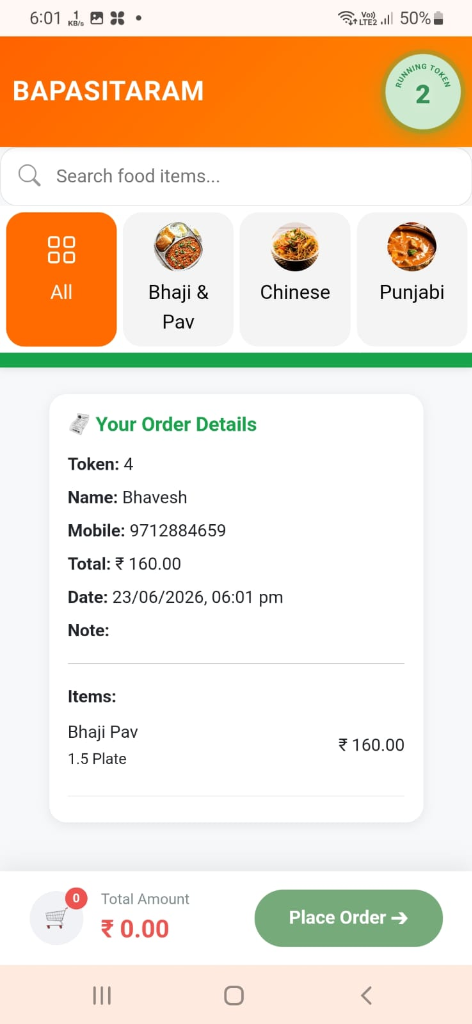 6:01 1 KB/s Vo)) LTE2 50%
BAPASITARAM
RUNNING TOKEN
2
Search food items...
All
Bhaji &
Pav
Chinese
Punjabi
Your Order Details
Token: 4
Name: Bhavesh
Mobile: 9712884659
Total: ₹ 160.00
Date: 23/06/2026, 06:01 pm
Note:
Items:
Bhaji Pav
₹ 160.00
1.5 Plate
0
Total Amount
₹ 0.00
Place Order ➔